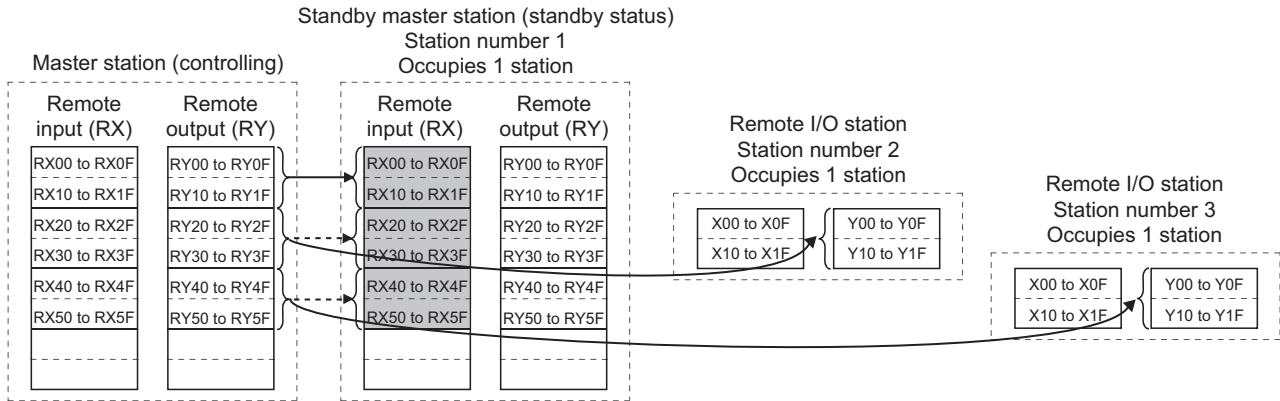 Standby master station (standby status)
Station number 1
Occupies 1 station
Master station (controlling)
Remote input (RX)
Remote output (RY)
RX00 to RX0F
RX10 to RX1F
RX20 to RX2F
RX30 to RX3F
RX40 to RX4F
RX50 to RX5F
RY00 to RY0F
RY10 to RY1F
RY20 to RY2F
RY30 to RY3F
RY40 to RY4F
RY50 to RY5F
Remote input (RX)
Remote output (RY)
RX00 to RX0F
RX10 to RX1F
RX20 to RX2F
RX30 to RX3F
RX40 to RX4F
RX50 to RX5F
RY00 to RY0F
RY10 to RY1F
RY20 to RY2F
RY30 to RY3F
RY40 to RY4F
RY50 to RY5F
Remote I/O station
Station number 2
Occupies 1 station
X00 to X0F
X10 to X1F
Y00 to Y0F
Y10 to Y1F
Remote I/O station
Station number 3
Occupies 1 station
X00 to X0F
X10 to X1F
Y00 to Y0F
Y10 to Y1F